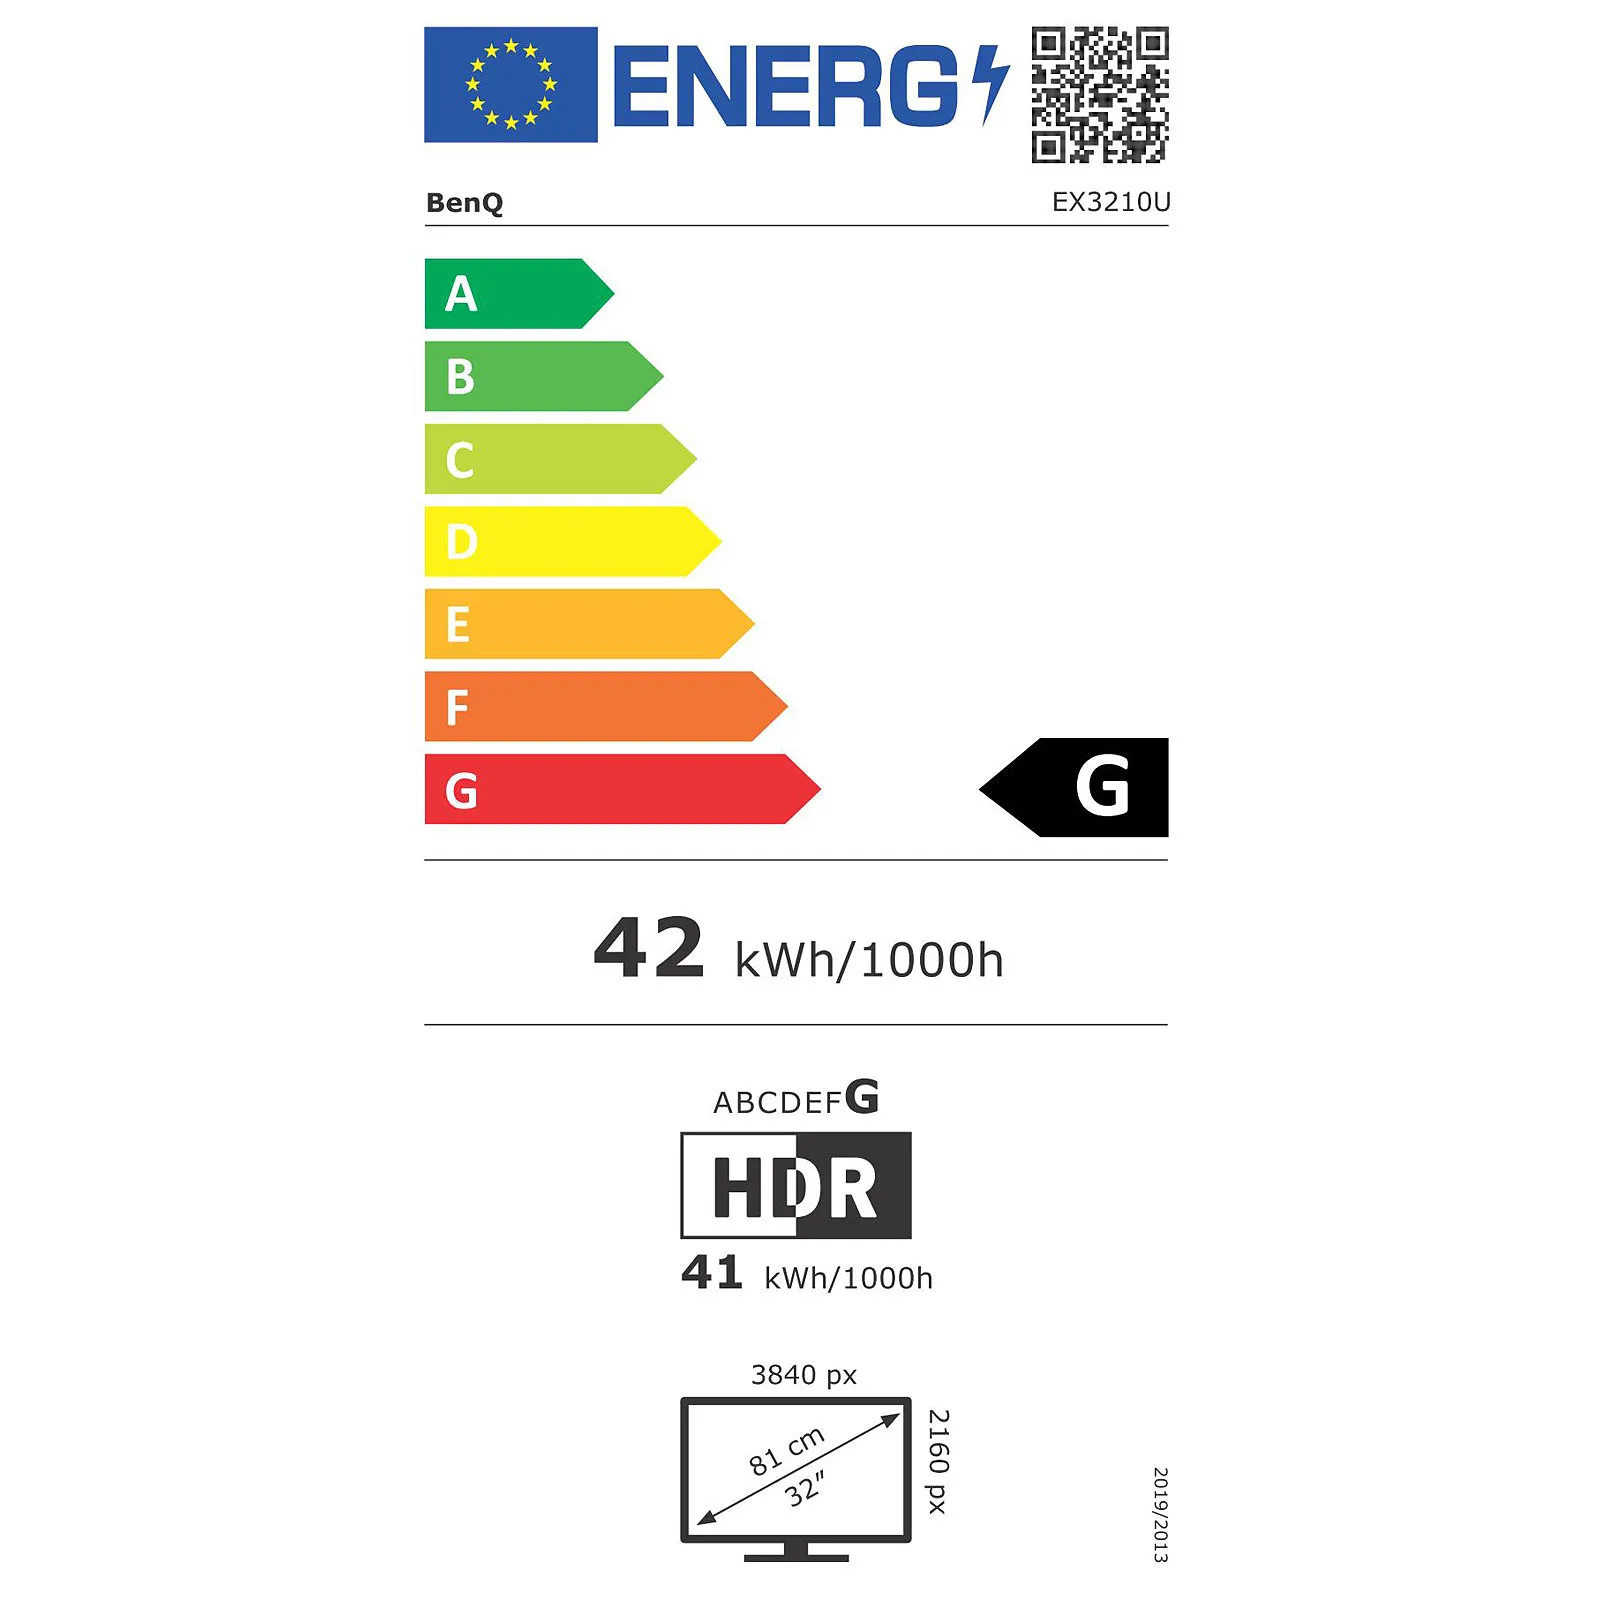 ENERG
BenQ
EX3210U
A
B
C
D
E
F
G
G
42 kWh/1000h
ABCDEFG
HDR
41 kWh/1000h
3840 px
2160 px
81 cm
32"
2019/2013